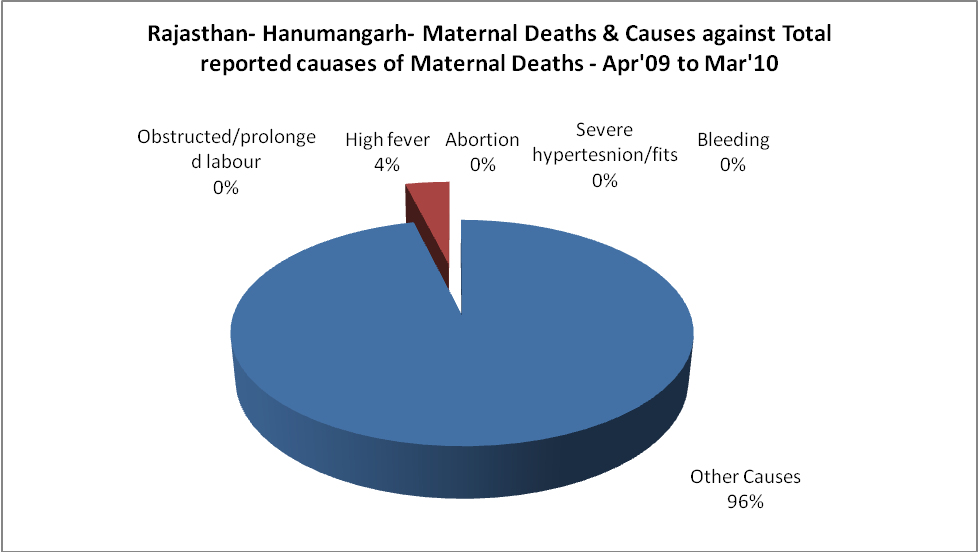 Rajasthan- Hanumangarh- Maternal Deaths & Causes against Total
reported cauases of Maternal Deaths - Apr'09 to Mar'10
Obstructed/prolonge
d labour
0%
High fever
4%
Abortion
0%
Severe
hypertesnion/fits
0%
Bleeding
0%
Other Causes
96%